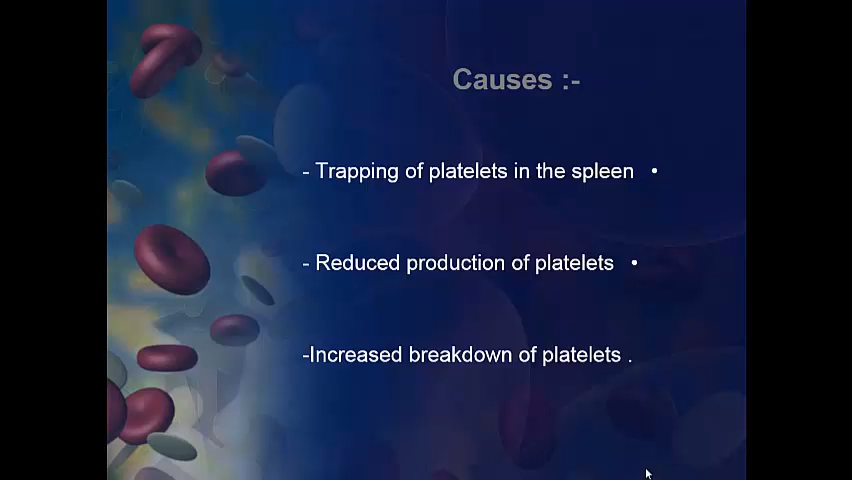 Causes :-
- Trapping of platelets in the spleen •
- Reduced production of platelets •
-Increased breakdown of platelets .